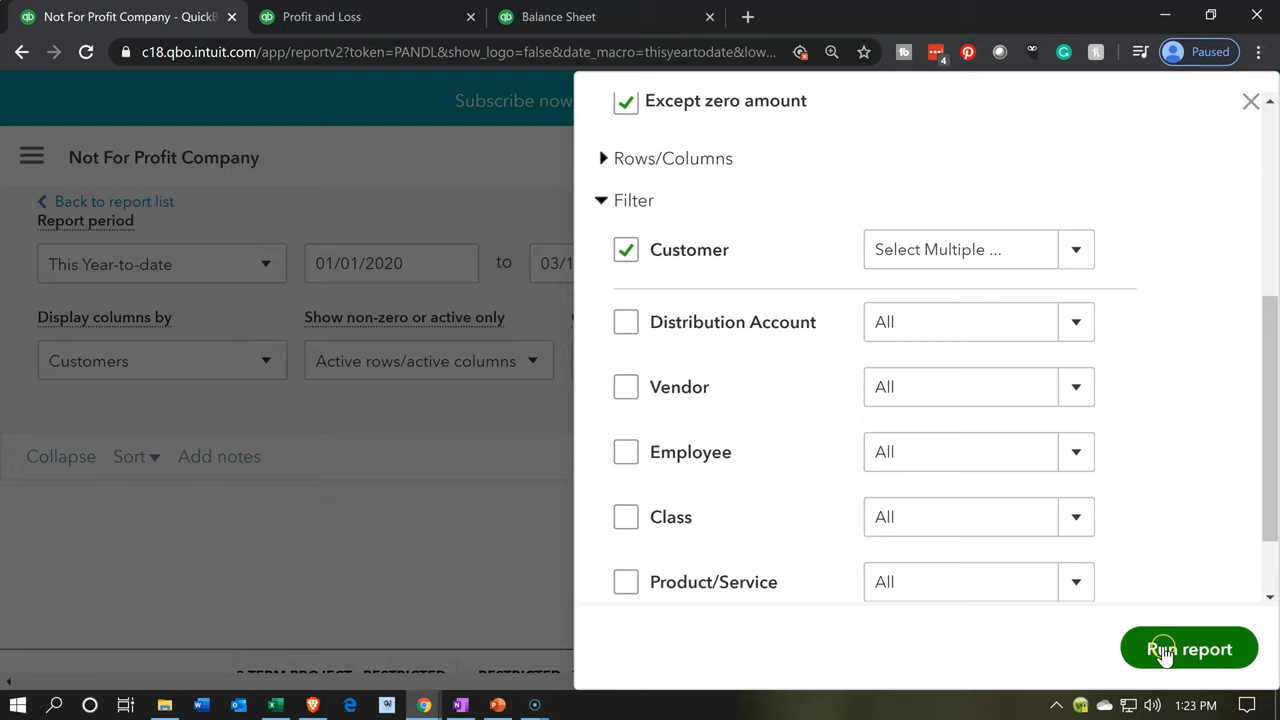 Not For Profit Company - QuickB
Profit and Loss
Balance Sheet
c18.qbo.intuit.com/app/reportv2?token=PANDL&show_logo=false&date_macro=thisyeartodate&low...
4
Paused
Subscribe now
Not For Profit Company
Back to report list
Report period
This Year-to-date
01/01/2020
to
03/1
Display columns by
Show non-zero or active only
Customers
Active rows/active columns
Collapse
Sort
Add notes
Except zero amount
Rows/Columns
Filter
Customer
Select Multiple ...
Distribution Account
All
Vendor
All
Employee
All
Class
All
Product/Service
All
Run report
1:23 PM